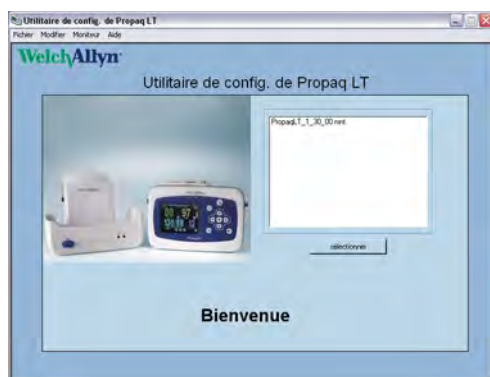 Utilitaire de config. de Propaq LT
Fichier Modifier Moniteur Aide
WelchAllyn
Utilitaire de config. de Propaq LT
PropaqLT_1_30_00.mnt
sélectionner
Bienvenue